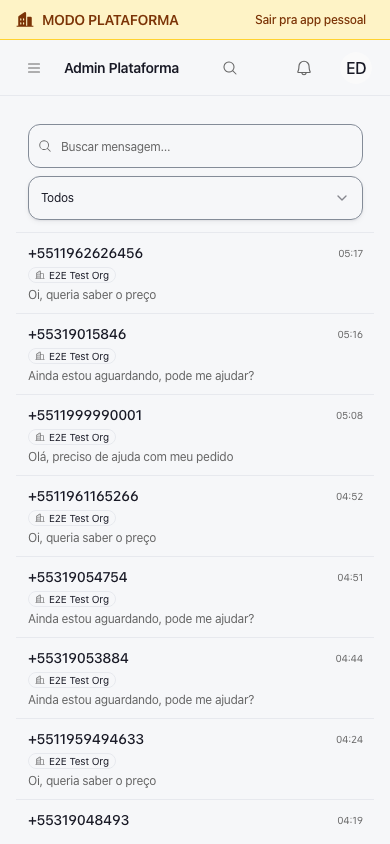 MODO PLATAFORMA
Sair pra app pessoal
Admin Plataforma
ED
Buscar mensagem...
Todos
+5511962626456
05:17
E2E Test Org
Oi, queria saber o preço
+55319015846
05:16
E2E Test Org
Ainda estou aguardando, pode me ajudar?
+5511999990001
05:08
E2E Test Org
Olá, preciso de ajuda com meu pedido
+5511961165266
04:52
E2E Test Org
Oi, queria saber o preço
+55319054754
04:51
E2E Test Org
Ainda estou aguardando, pode me ajudar?
+55319053884
04:44
E2E Test Org
Ainda estou aguardando, pode me ajudar?
+5511959494633
04:24
E2E Test Org
Oi, queria saber o preço
+55319048493
04:19